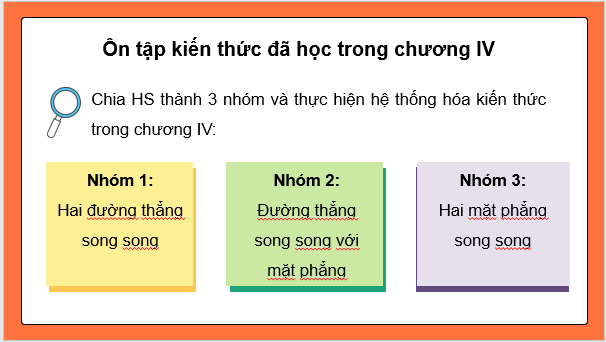 Ôn tập kiến thức đã học trong chương IV
Chia HS thành 3 nhóm và thực hiện hệ thống hóa kiến thức
trong chương IV:
Nhóm 1:
Hai đường thẳng
song song
Nhóm 2:
Đường thẳng
song song với
mặt phẳng
Nhóm 3:
Hai mặt phẳng
song song